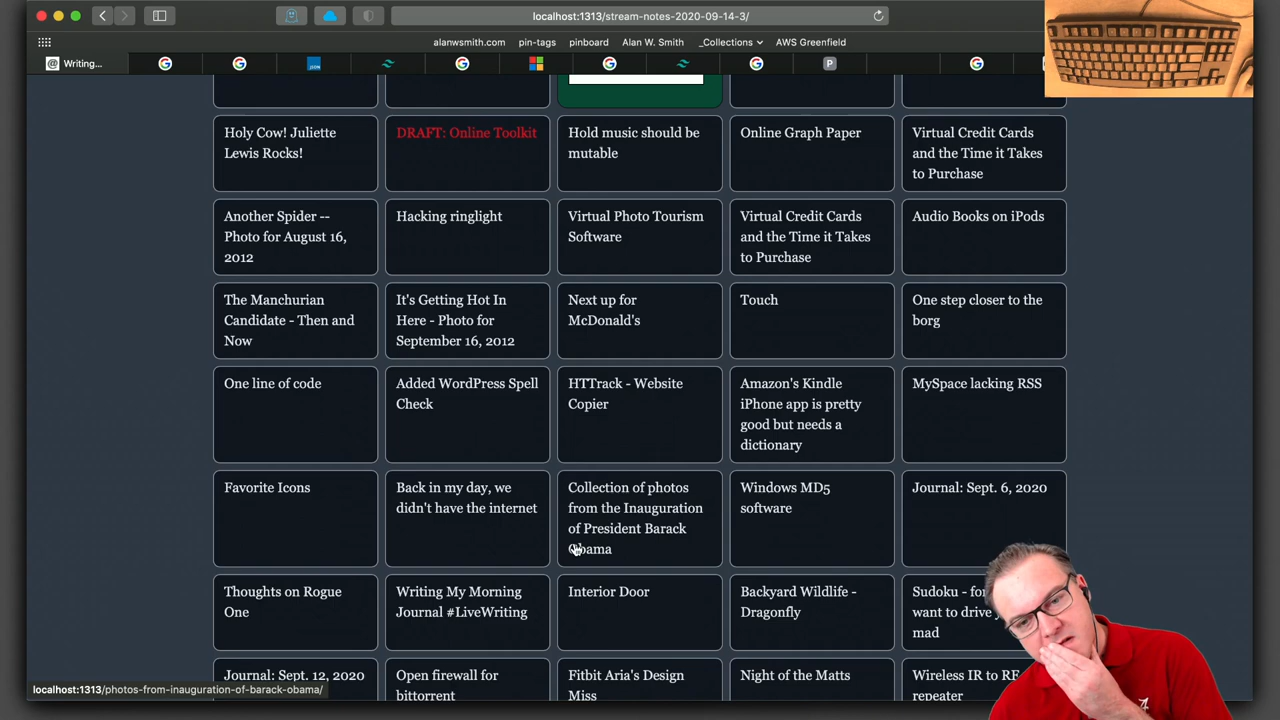 localhost:1313/stream-notes-2020-09-14-3/
alanwsmith.com
pin-tags
pinboard
Alan W. Smith
_Collections
AWS Greenfield
Writing...
JSON
P
Holy Cow! Juliette
Lewis Rocks!
DRAFT: Online Toolkit
Hold music should be
mutable
Online Graph Paper
Virtual Credit Cards
and the Time it Takes
to Purchase
Another Spider --
Photo for August 16,
2012
Hacking ringlight
Virtual Photo Tourism
Software
Virtual Credit Cards
and the Time it Takes
to Purchase
Audio Books on iPods
The Manchurian
Candidate - Then and
Now
It's Getting Hot In
Here - Photo for
September 16, 2012
Next up for
McDonald's
Touch
One step closer to the
borg
One line of code
Added WordPress Spell
Check
HTTrack - Website
Copier
Amazon's Kindle
iPhone app is pretty
good but needs a
dictionary
MySpace lacking RSS
Favorite Icons
Back in my day, we
didn't have the internet
Collection of photos
from the Inauguration
of President Barack
Obama
Windows MD5
software
Journal: Sept. 6, 2020
Thoughts on Rogue
One
Writing My Morning
Journal #LiveWriting
Interior Door
Backyard Wildlife -
Dragonfly
Sudoku -
want to drive
mad
Journal: Sept. 12, 2020
Open firewall for
bittorrent
Fitbit Aria's Design
Miss
Night of the Matts
Wireless IR to RF
repeater
localhost:1313/photos-from-inauguration-of-barack-obama/